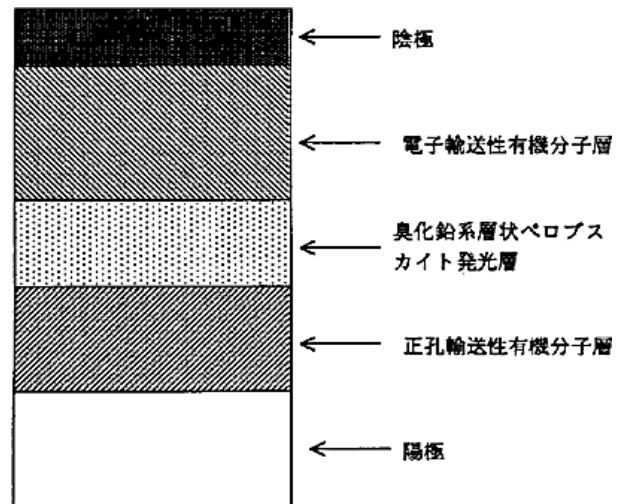 陰極
電子輸送性有機分子層
臭化鉛系層状ペロブス
カイト発光層
正孔輸送性有機分子層
陽極